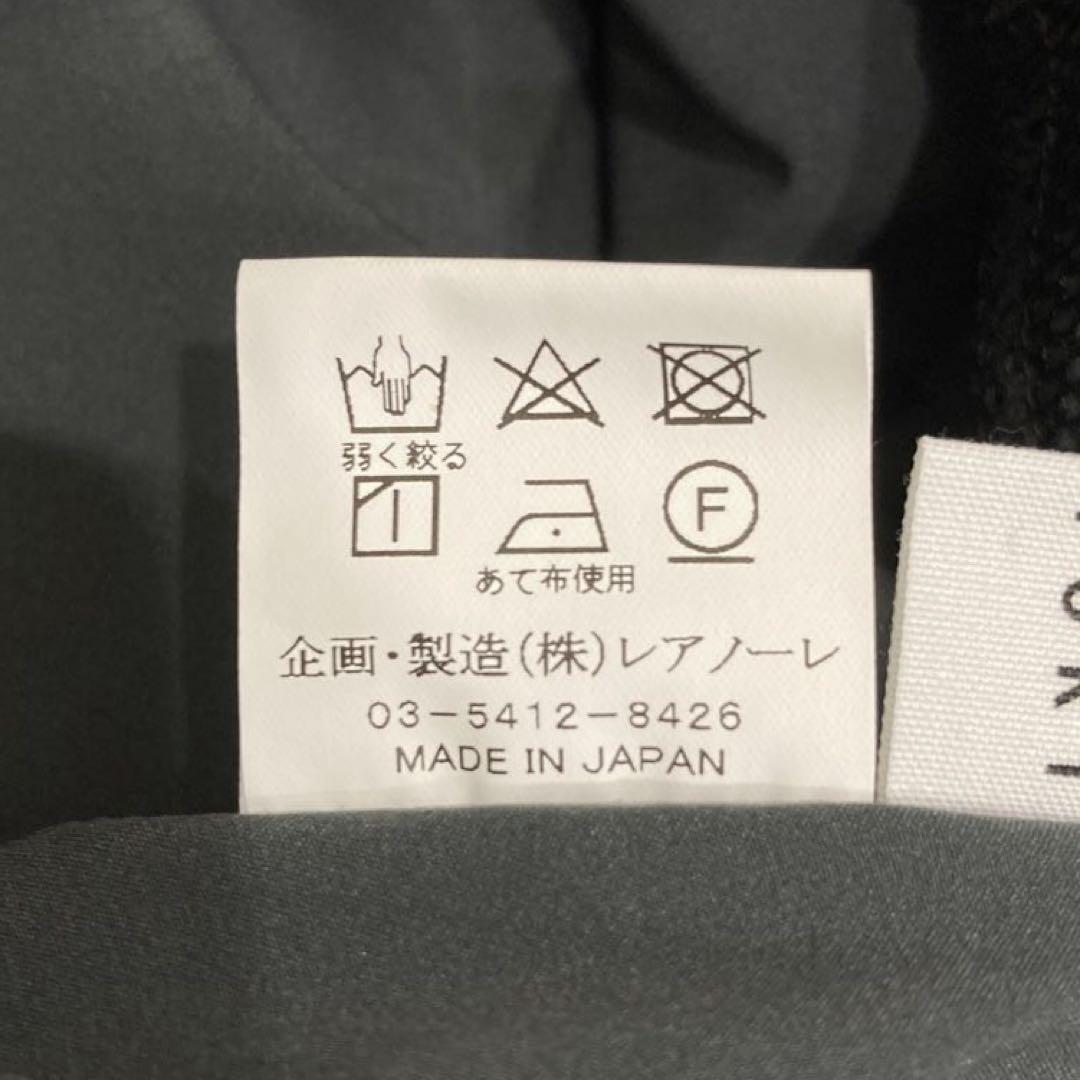 弱く絞る
F
あて布使用
企画・製造(株)レアノーレ
03-5412-8426
MADE IN JAPAN